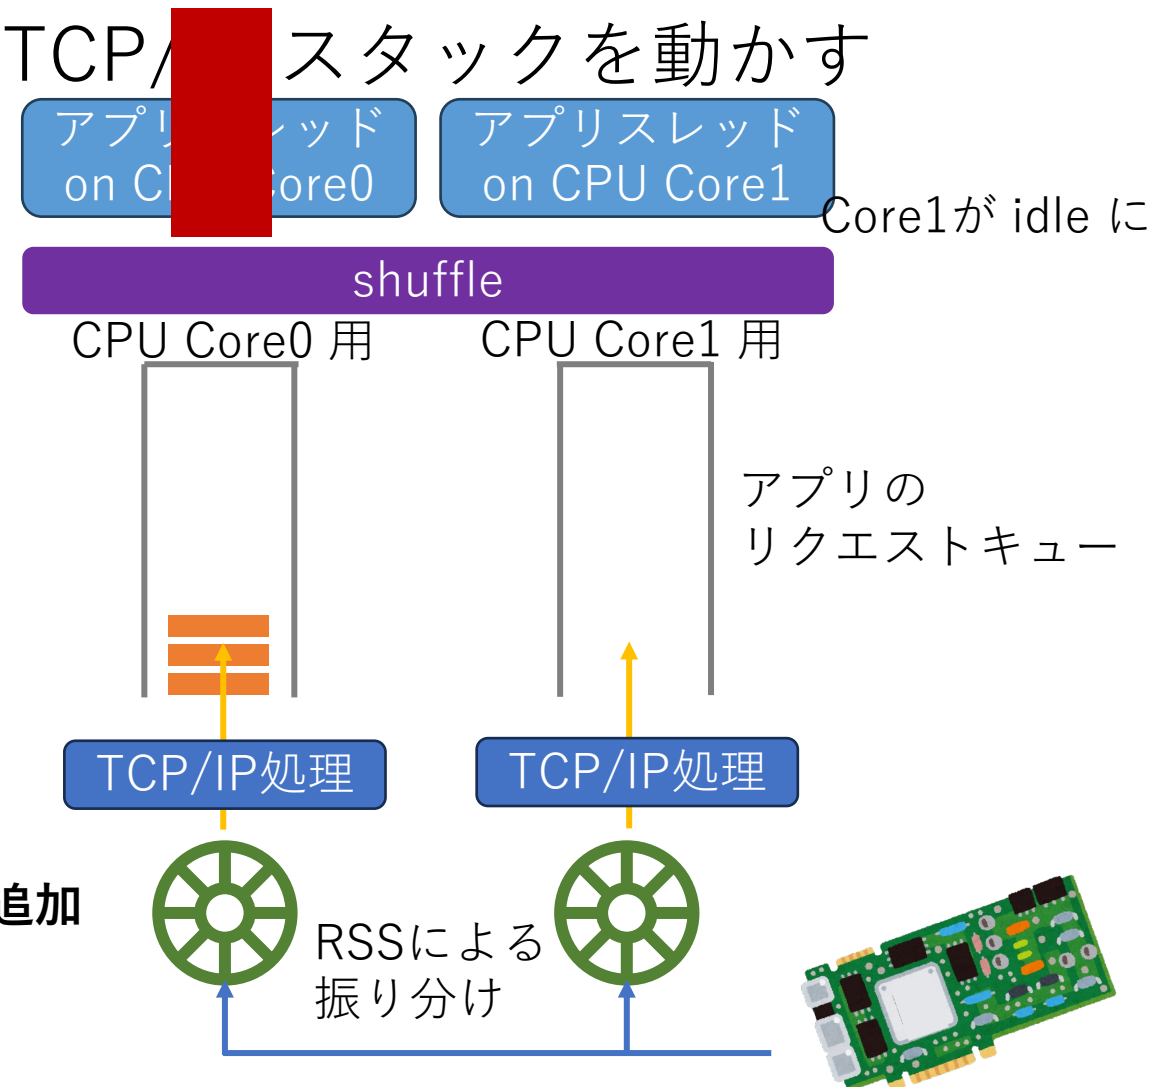 TCP/ スタックを動かす
アプリ レッド
on C ore0
アプリスレッド
on CPU Core1
Core1が idle に
shuffle
CPU Core0 用
CPU Core1 用
アプリの
リクエストキュー
TCP/IP処理
TCP/IP処理
追加
RSSによる
振り分け